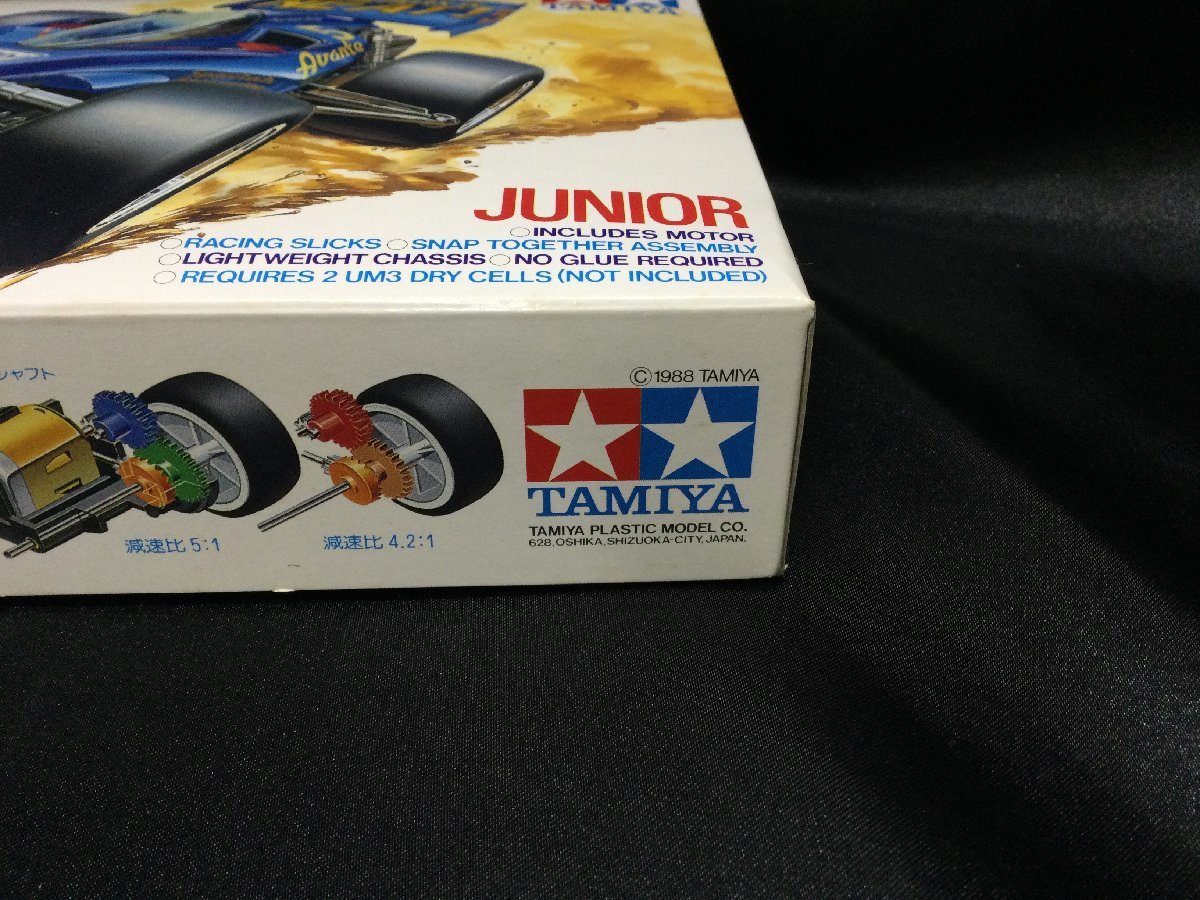 TAMIYA
Avante
JUNIOR
○INCLUDES MOTOR
○RACING SLICKS ○SNAP TOGETHER ASSEMBLY
○LIGHTWEIGHT CHASSIS ○NO GLUE REQUIRED
○REQUIRES 2 UM3 DRY CELLS (NOT INCLUDED)
シャフト
©1988 TAMIYA
TAMIYA
TAMIYA PLASTIC MODEL CO.
628, OSHIKA, SHIZUOKA-CITY, JAPAN.
減速比 5:1
減速比 4.2:1